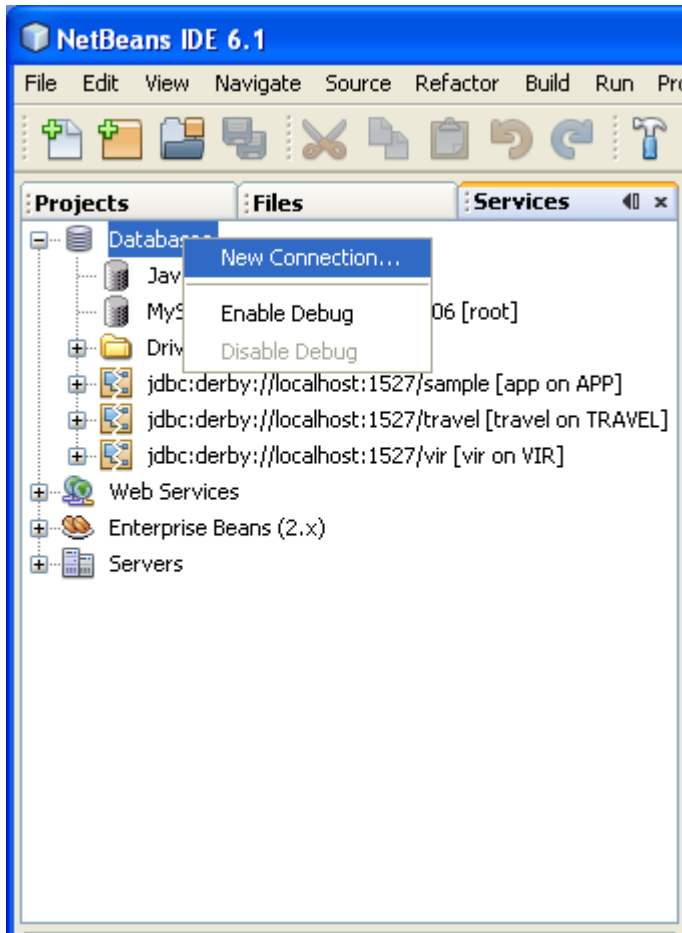 NetBeans IDE 6.1
File Edit View Navigate Source Refactor Build Run
Projects Files Services
New Connection...
Enable Debug 06 [root]
Disable Debug
jdbc:derby://localhost:1527/sample [app on APP]
jdbc:derby://localhost:1527/travel [travel on TRAVEL]
jdbc:derby://localhost:1527/vir [vir on VIR]
Web Services
Enterprise Beans (2.x)
Servers